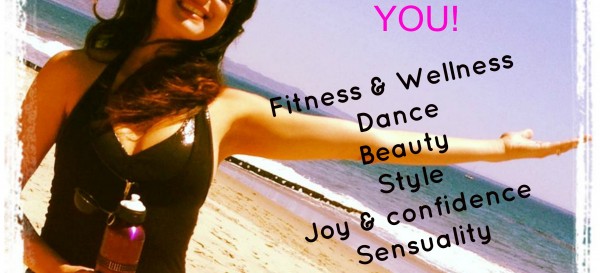 YOU!
Fitness & Wellness
Dance
Beauty
Style
Joy & confidence
Sensuality